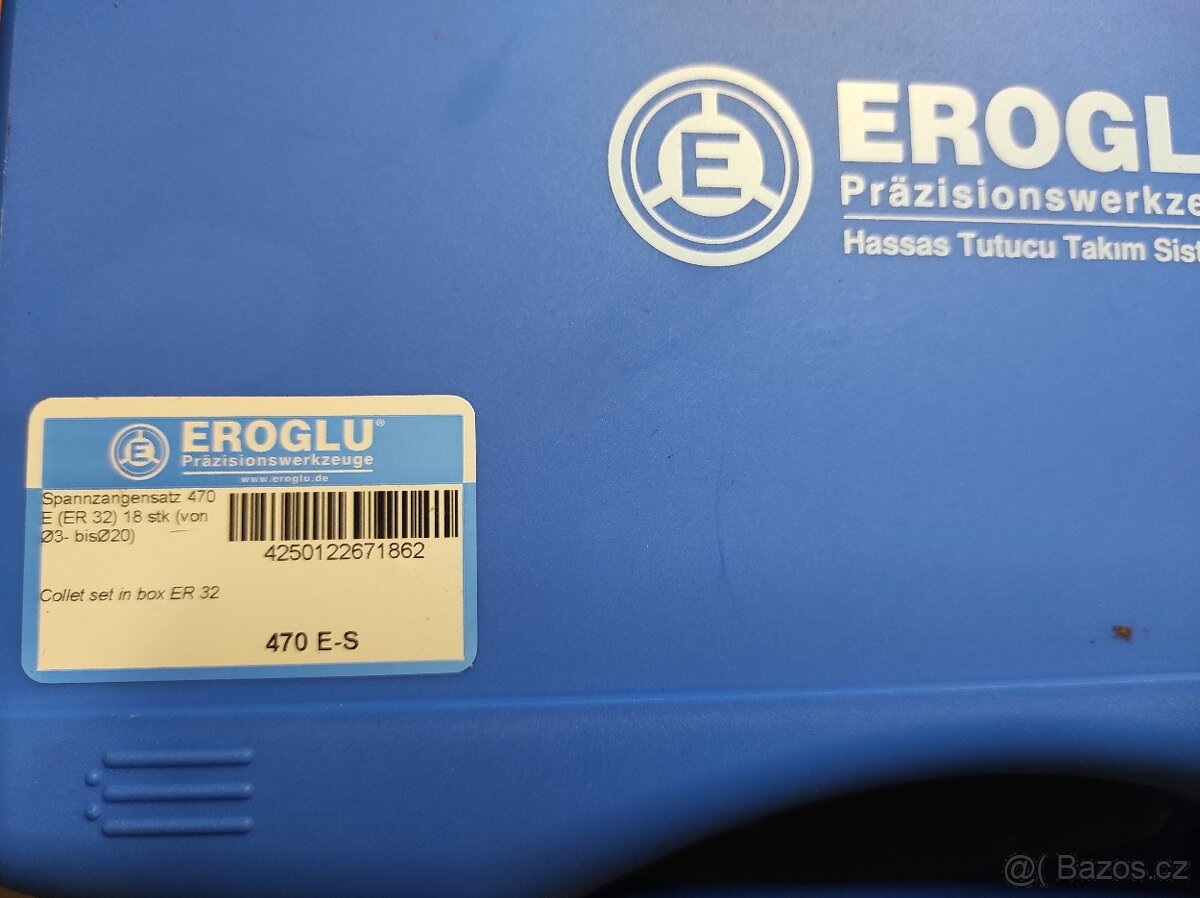 E
EROGL
Präzisionswerkze
Hassas Tutucu Takım Sist
E
EROGLU®
Präzisionswerkzeuge
www.eroglu.de
Spannzangensatz 470
E (ER 32) 18 stk (von
Ø3- bisØ20)
4250122671862
Collet set in box ER 32
470 E-S
@( Bazos.cz